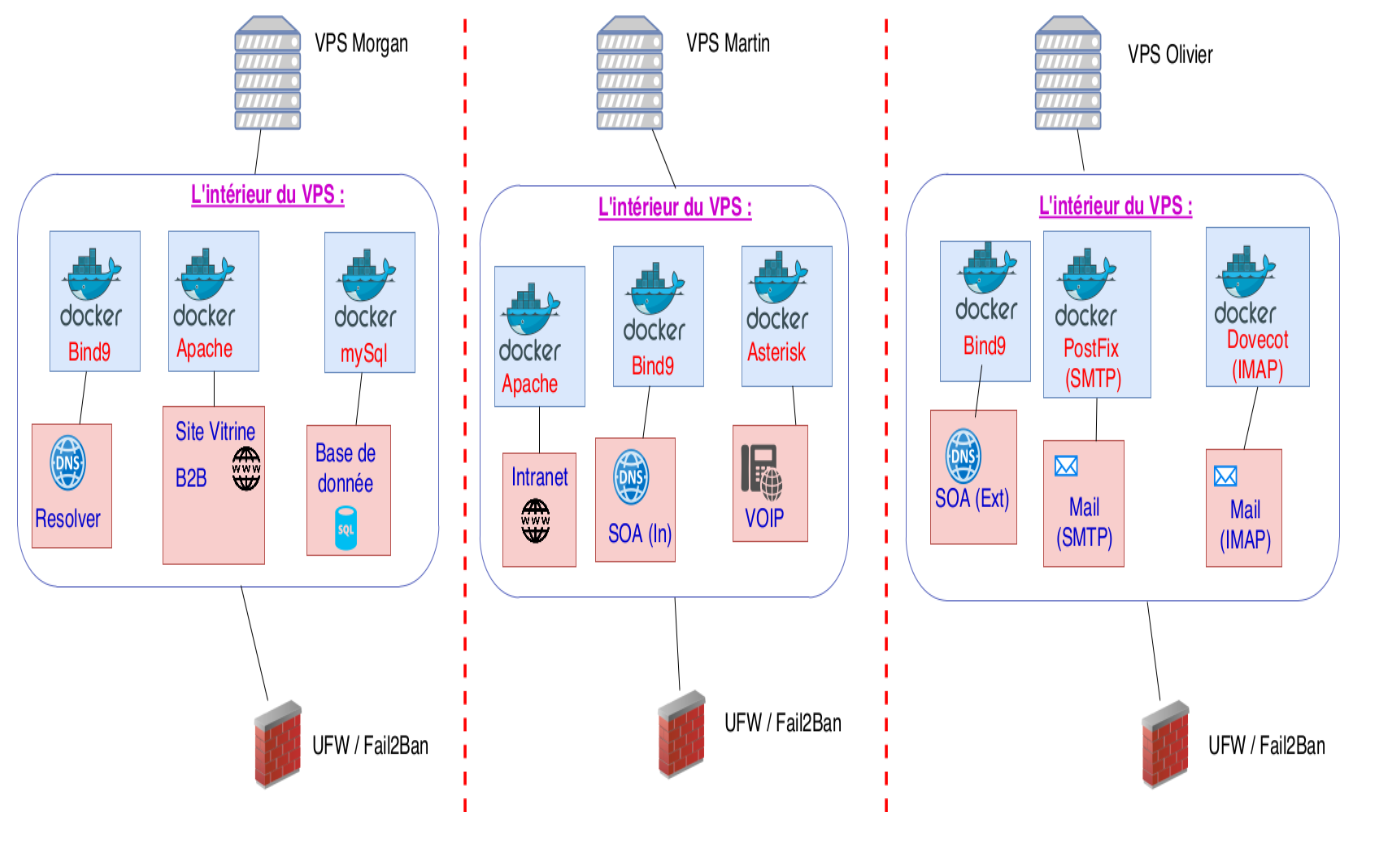 VPS Morgan
L'intérieur du VPS :
docker
Bind9
docker
Apache
docker
mySql
DNS
Resolver
Site Vitrine
B2B
www
Base de
donnée
SQL
UFW / Fail2Ban
VPS Martin
L'intérieur du VPS :
docker
Apache
docker
Bind9
docker
Asterisk
Intranet
www
DNS
SOA (In)
VOIP
UFW / Fail2Ban
VPS Olivier
L'intérieur du VPS :
docker
Bind9
docker
PostFix
(SMTP)
docker
Dovecot
(IMAP)
DNS
SOA (Ext)
Mail
(SMTP)
Mail
(IMAP)
UFW / Fail2Ban